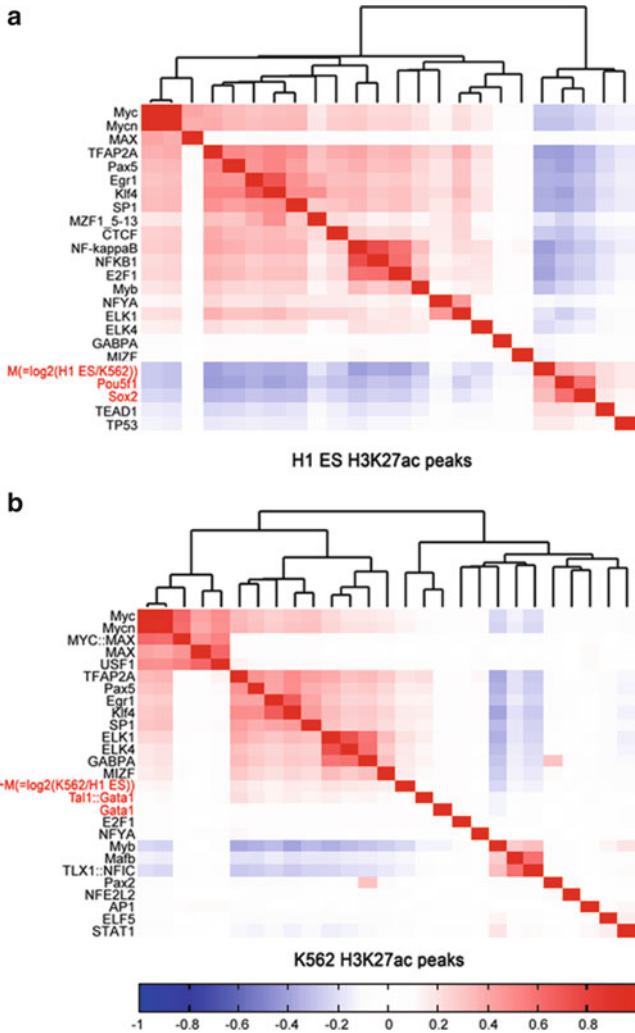 a
Myc
Mycn
MAX
TFAP2A
Pax5
Egr1
Klf4
SP1
MZF1_5-13
CTCF
NF-kappaB
NFKB1
E2F1
Myb
NFYA
ELK1
ELK4
GABPA
MIZF
M(=log2(H1 ES/K562))
Pou5f1
Sox2
TEAD1
TP53
H1 ES H3K27ac peaks
b
Myc
Mycn
MYC::MAX
MAX
USF1
TFAP2A
Pax5
Egr1
Klf4
SP1
ELK1
ELK4
GABPA
MIZF
-M(=log2(K562/H1 ES))
Tal1::Gata1
Gata1
E2F1
NFYA
Myb
Mafb
TLX1::NFIC
Pax2
NFE2L2
AP1
ELF5
STAT1
K562 H3K27ac peaks
-1 -0.8 -0.6 -0.4 -0.2 0 0.2 0.4 0.6 0.8